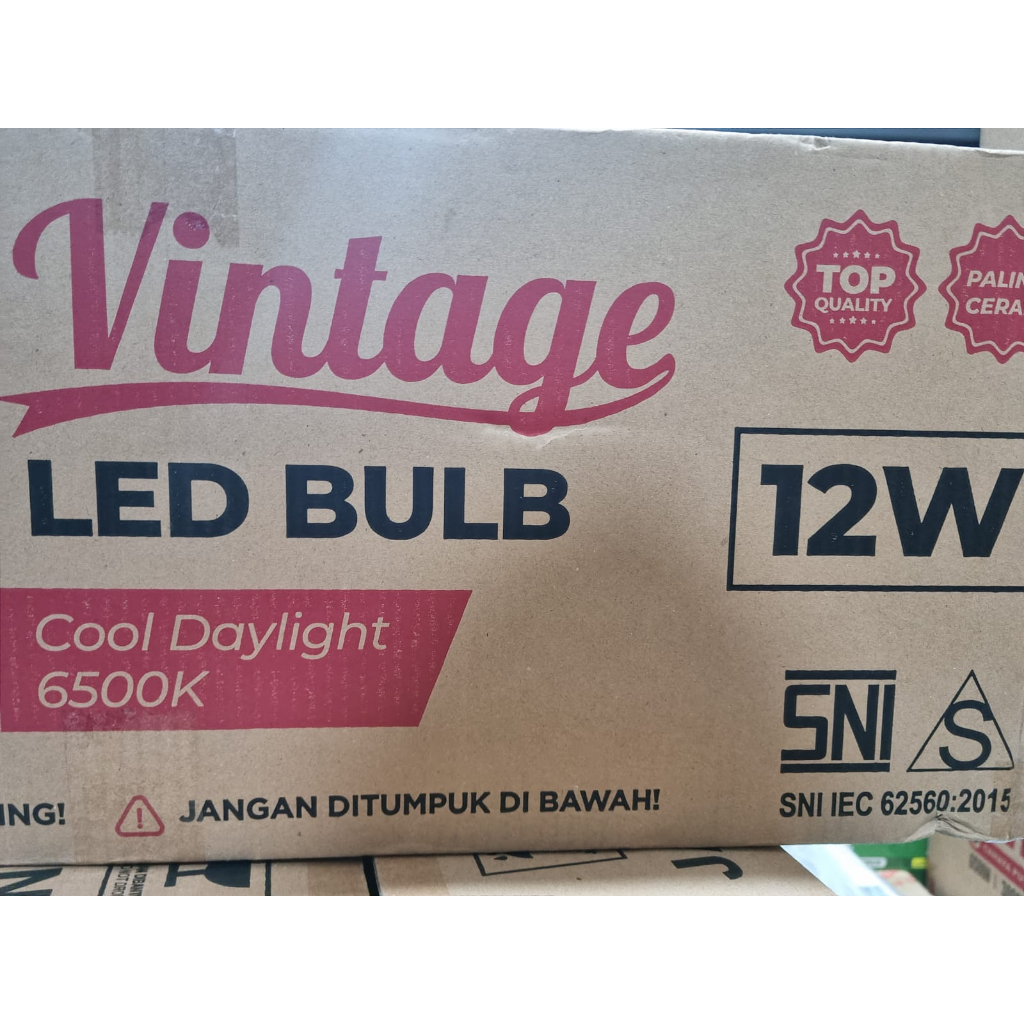 Vintage
TOP
QUALITY
PALIN
CERA
LED BULB
12W
Cool Daylight
6500K
SNI
S
ING!
JANGAN DITUMPUK DI BAWAH!
SNI IEC 62560:2015